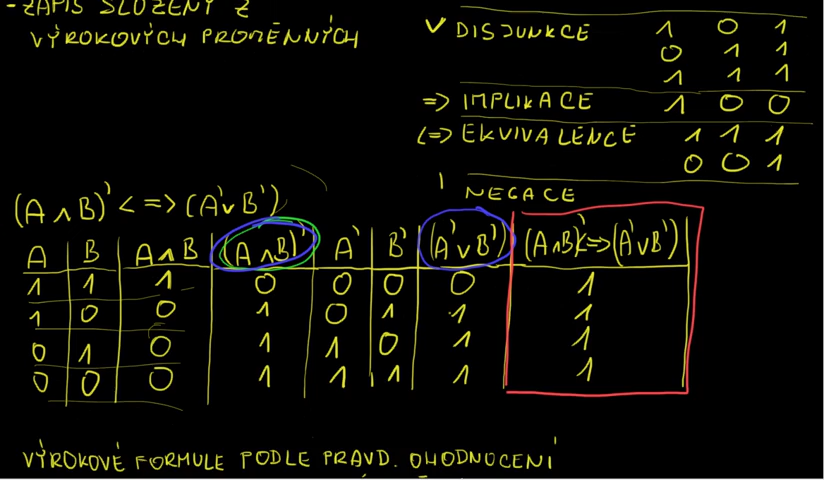 - ZÁPIS SLOŽENÝ Z
VÝROKOVÝCH PROMĚNNÝCH
∨ DISJUNKCE 1 0 1
0 1 1
1 1 1
=> IMPLIKACE 1 0 0
<=> EKVIVALENCE 1 1 1
0 0 1
' NEGACE
(A ∧ B)' <=> (A' ∨ B')
A B A ∧ B (A ∧ B)' A' B' (A' ∨ B') (A ∧ B)' <=> (A' ∨ B')
1 1 1 0 0 0 0 1
1 0 0 1 0 1 1 1
0 1 0 1 1 0 1 1
0 0 0 1 1 1 1 1
VÝROKOVÉ FORMULE PODLE PRAVD. OHODNOCENÍ